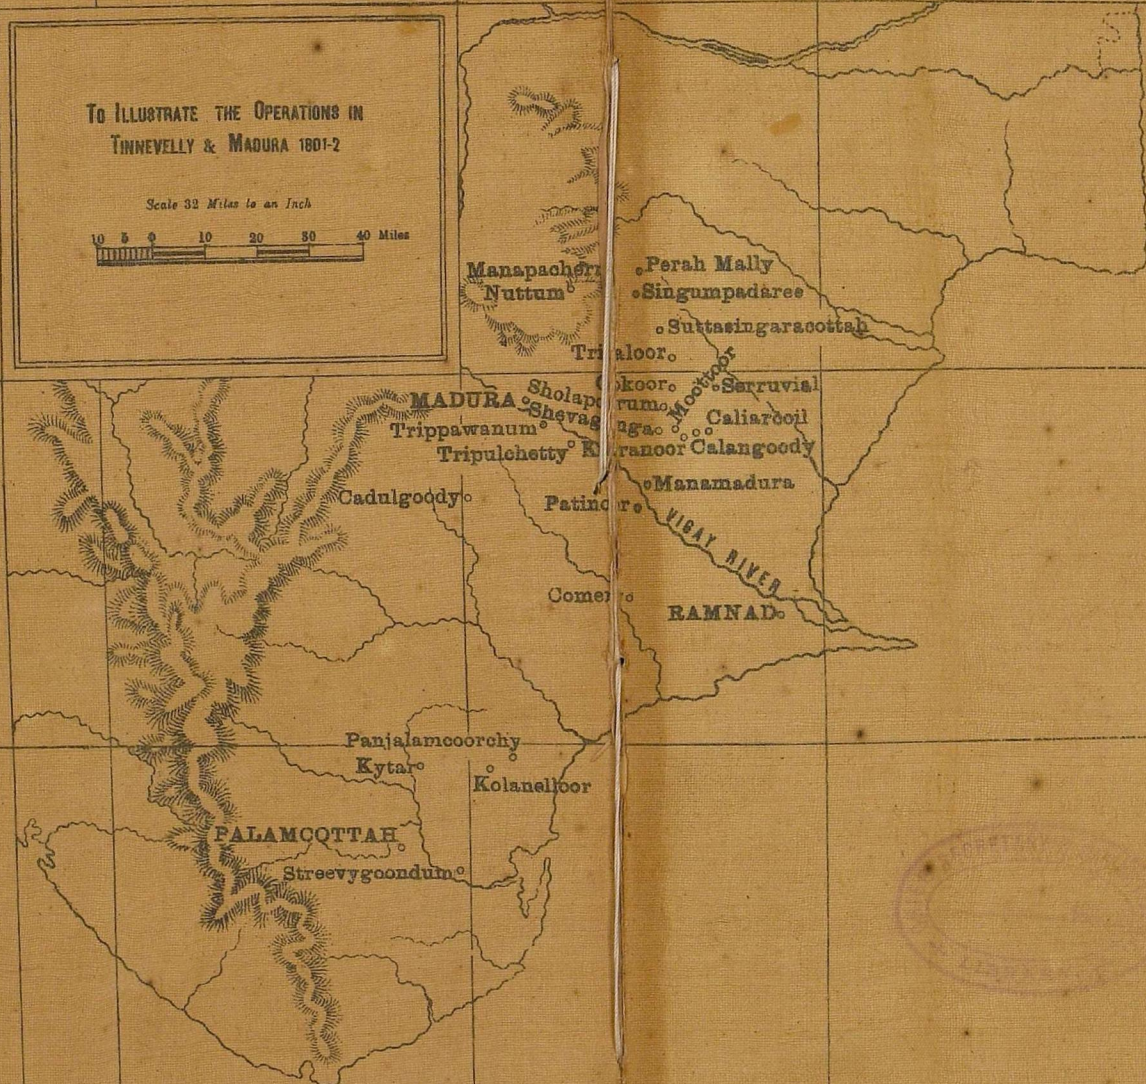 TO ILLUSTRATE THE OPERATIONS IN
TINNEVELLY & MADURA 1801-2
Scale 32 Miles to an Inch
10 5 0 10 20 30 40 Miles
Perah Mally
Nuttum
Singumpadaree
Suttasingaracottah
Moottoor
Serruvial
MADURA
Caliarcoil
Trippawanum
Tripulchetty
Calangoody
Manamadura
Cadulgoody
VIGAY RIVER
RAMNAD
Panjalamcoorchy
Kytar
Kolanelloor
PALAMCOTTAH
Streevygoondum